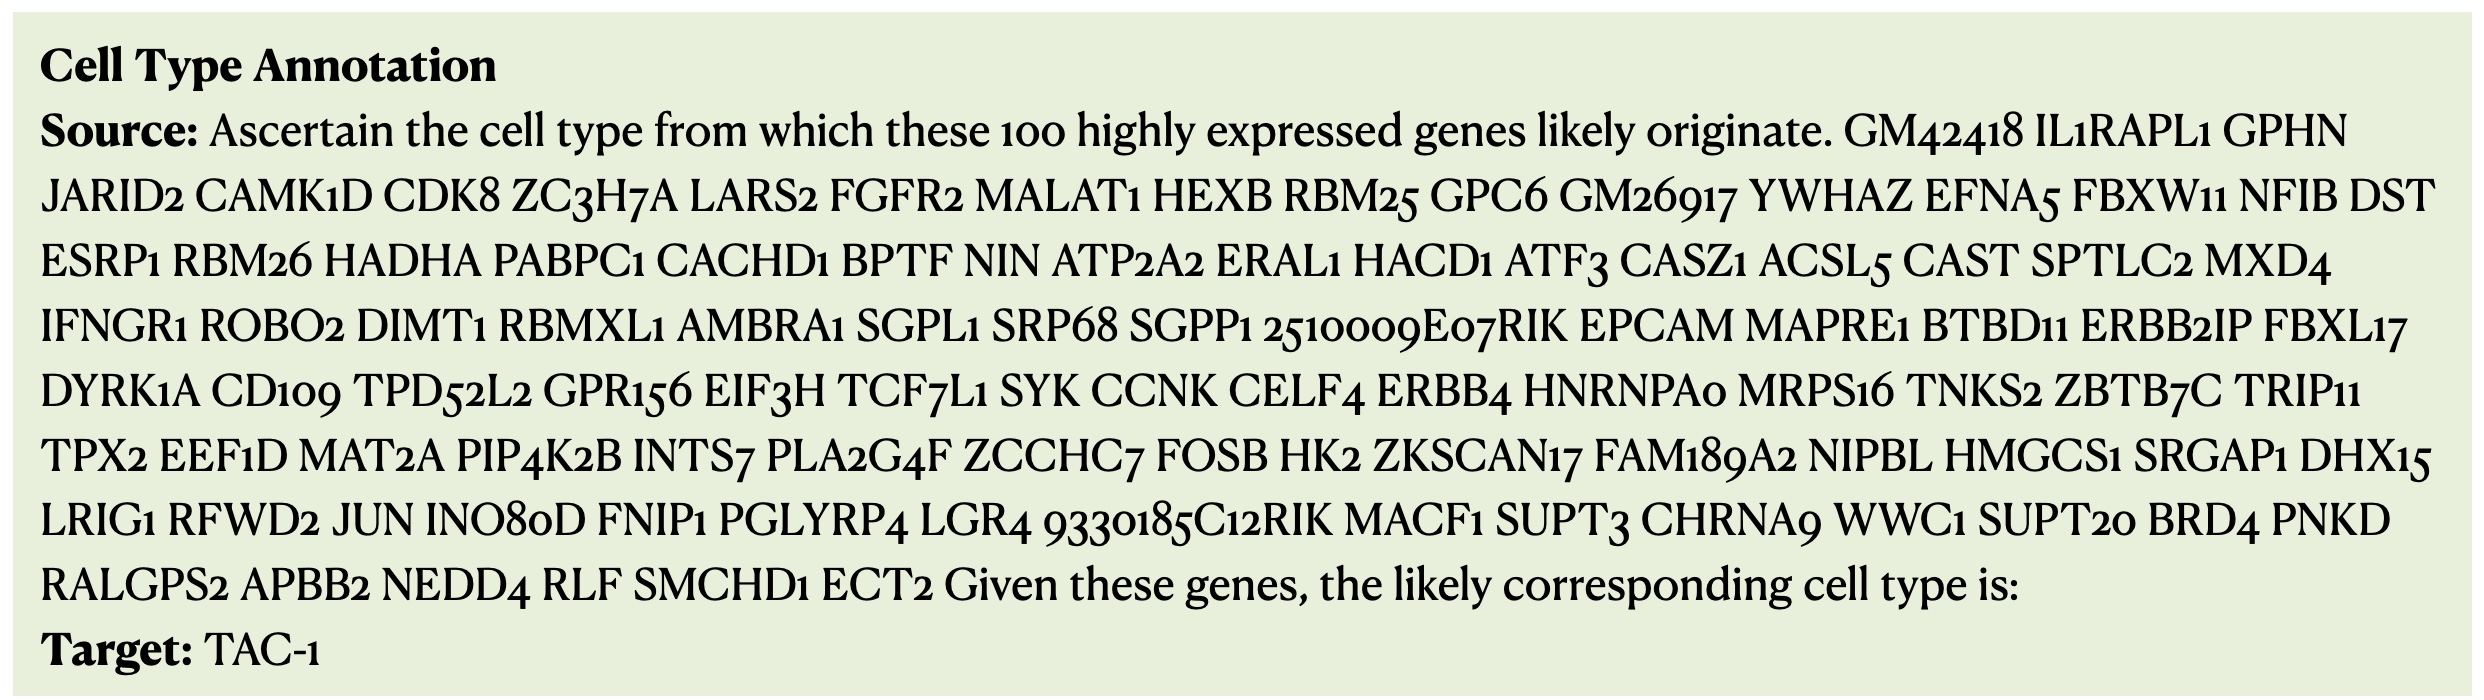 Cell Type Annotation
Source: Ascertain the cell type from which these 100 highly expressed genes likely originate. GM42418 IL1RAPL1 GPHN
JARID2 CAMK1D CDK8 ZC3H7A LARS2 FGFR2 MALAT1 HEXB RBM25 GPC6 GM26917 YWHAZ EFNA5 FBXW11 NFIB DST
ESRP1 RBM26 HADHA PABPC1 CACHD1 BPTF NIN ATP2A2 ERAL1 HACD1 ATF3 CASZ1 ACSL5 CAST SPTLC2 MXD4
IFNGR1 ROBO2 DIMT1 RBMXL1 AMBRA1 SGPL1 SRP68 SGPP1 2510009E07RIK EPCAM MAPRE1 BTBD11 ERBB2IP FBXL17
DYRK1A CD109 TPD52L2 GPR156 EIF3H TCF7L1 SYK CCNK CELF4 ERBB4 HNRNPA0 MRPS16 TNKS2 ZBTB7C TRIP11
TPX2 EEF1D MAT2A PIP4K2B INTS7 PLA2G4F ZCCHC7 FOSB HK2 ZKSCAN17 FAM189A2 NIPBL HMGCS1 SRGAP1 DHX15
LRIG1 RFWD2 JUN INO80D FNIP1 PGLYRP4 LGR4 9330185C12RIK MACF1 SUPT3 CHRNA9 WWC1 SUPT20 BRD4 PNKD
RALGPS2 APBB2 NEDD4 RLF SMCHD1 ECT2 Given these genes, the likely corresponding cell type is:
Target: TAC-1